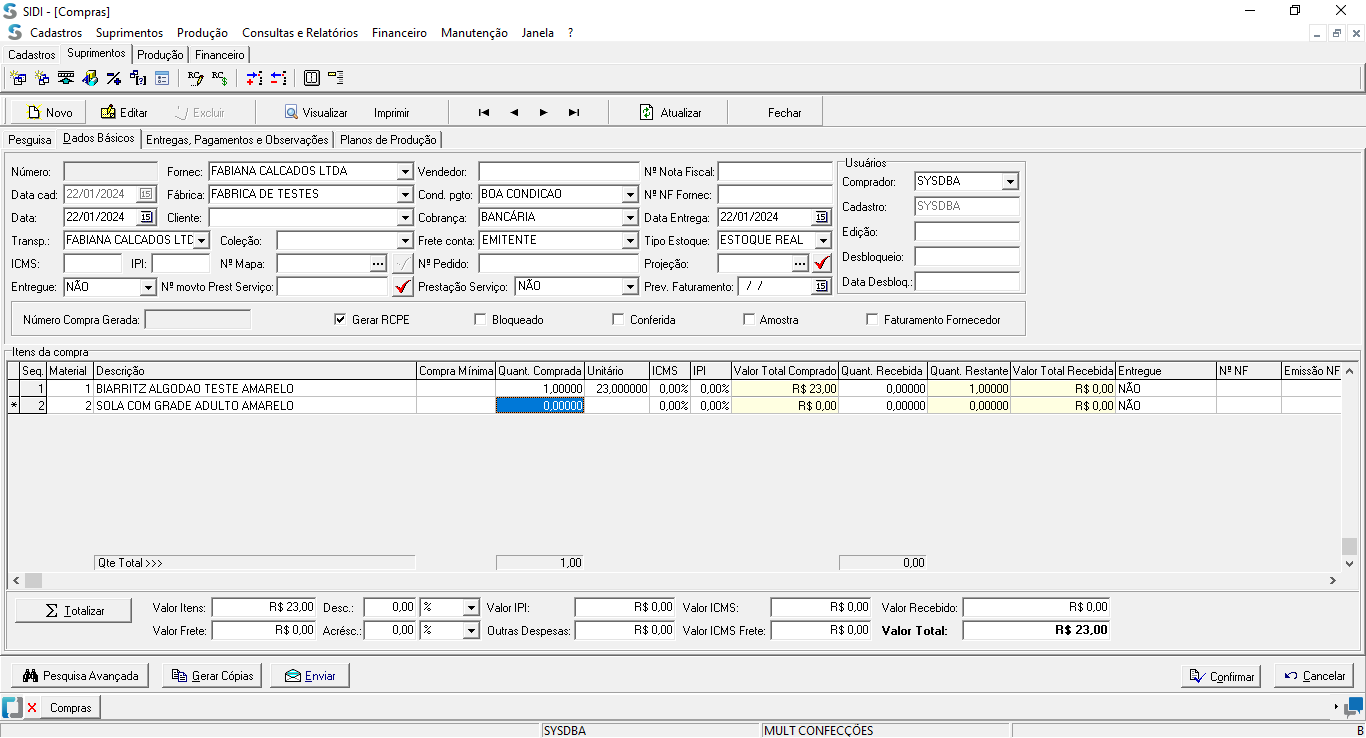 SIDI - [Compras]
Cadastros Suprimentos Produção Consultas e Relatórios Financeiro Manutenção Janela ?
Cadastros Suprimentos Produção Financeiro
Novo Editar Excluir Visualizar Imprimir Atualizar Fechar
Pesquisa Dados Básicos Entregas, Pagamentos e Observações Planos de Produção
Usuários
Número: Fornec: FABIANA CALCADOS LTDA Vendedor: Nº Nota Fiscal: Comprador: SYSDBA
Data cad: 22/01/2024 15 Fábrica: FABRICA DE TESTES Cond. pgto: BOA CONDICAO Nº NF Fornec: Cadastro: SYSDBA
Data: 22/01/2024 15 Cliente: Cobrança: BANCÁRIA Data Entrega: 22/01/2024 15 Edição:
Transp.: FABIANA CALCADOS LTC Coleção: Frete conta: EMITENTE Tipo Estoque: ESTOQUE REAL Desbloqueio:
ICMS: IPI: Nº Mapa: ... Nº Pedido: Projeção: ... Data Desbloq.:
Entregue: NÃO Nº movto Prest Serviço: Prestação Serviço: NÃO Prev. Faturamento: / / 15
Número Compra Gerada: Gerar RCPE Bloqueado Conferida Amostra Faturamento Fornecedor
Itens da compra
Seq. Material Descrição Compra Mínima Quant. Comprada Unitário ICMS IPI Valor Total Comprado Quant. Recebida Quant. Restante Valor Total Recebida Entregue Nº NF Emissão NF
1 1 BIARRITZ ALGODAO TESTE AMARELO 1,00000 23,000000 0,00% 0,00% R$ 23,00 0,00000 1,00000 R$ 0,00 NÃO
* 2 2 SOLA COM GRADE ADULTO AMARELO 0,00000 0,00% 0,00% R$ 0,00 0,00000 0,00000 R$ 0,00 NÃO
Qte Total >>> 1,00 0,00
Totalizar Valor Itens: R$ 23,00 Desc.: 0,00 % Valor IPI: R$ 0,00 Valor ICMS: R$ 0,00 Valor Recebido: R$ 0,00
Valor Frete: R$ 0,00 Acrésc.: 0,00 % Outras Despesas: R$ 0,00 Valor ICMS Frete: R$ 0,00 Valor Total: R$ 23,00
Pesquisa Avançada Gerar Cópias Enviar Confirmar Cancelar
Compras
SYSDBA MULT CONFECÇÕES B